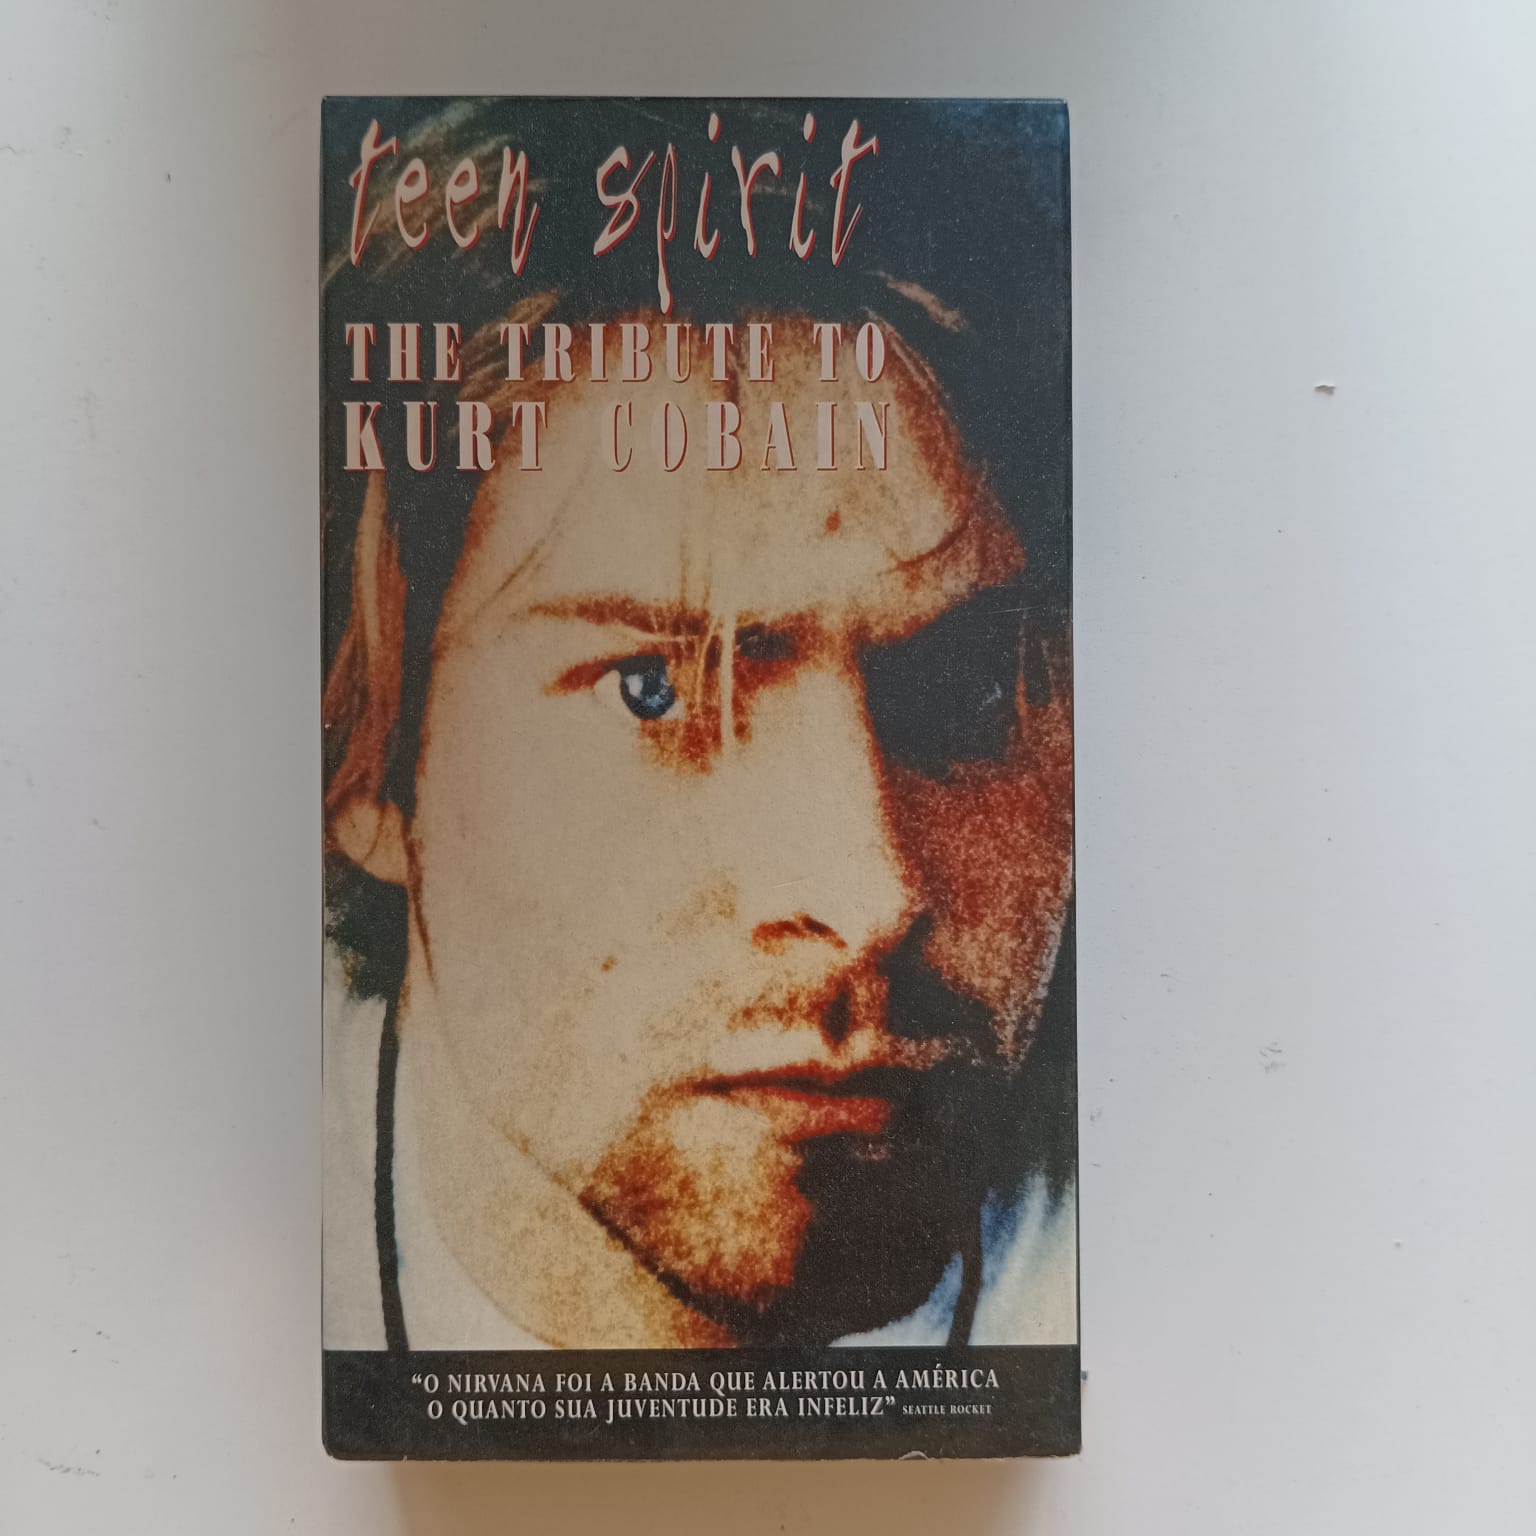 teen spirit
THE TRIBUTE TO
KURT COBAIN
“O NIRVANA FOI A BANDA QUE ALERTOU A AMÉRICA
O QUANTO SUA JUVENTUDE ERA INFELIZ” SEATTLE ROCKET